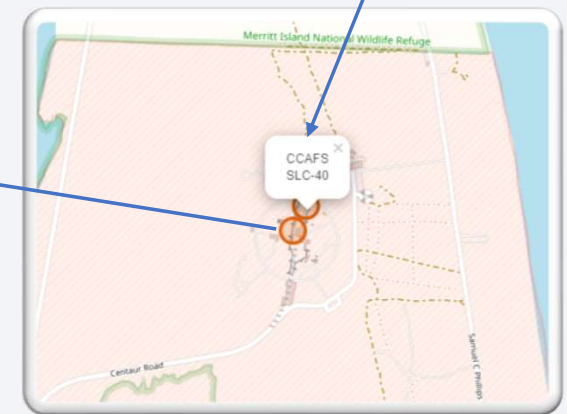 Merritt Island National Wildlife Refuge
CCAFS
SLC-40
Centaur Road
Samuel C Phillips